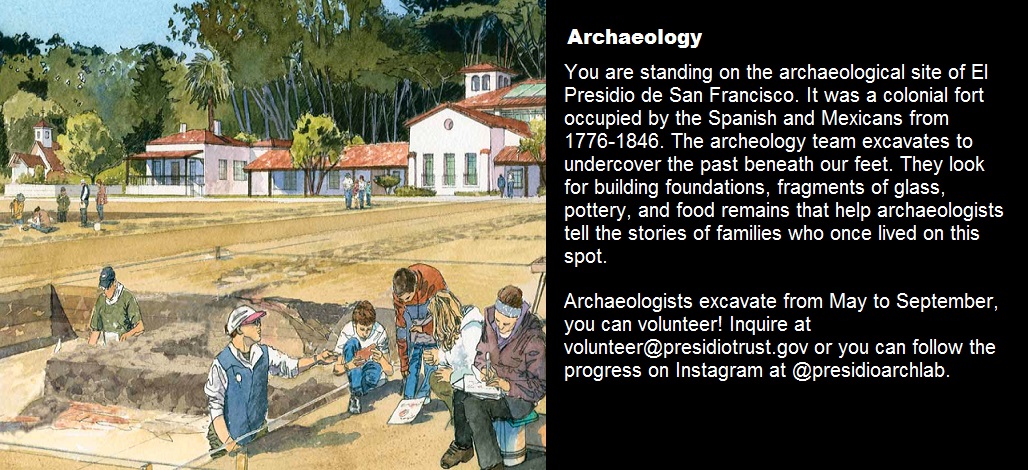 Archaeology
You are standing on the archaeological site of El
Presidio de San Francisco. It was a colonial fort
occupied by the Spanish and Mexicans from
1776-1846. The archeology team excavates to
undercover the past beneath our feet. They look
for building foundations, fragments of glass,
pottery, and food remains that help archaeologists
tell the stories of families who once lived on this
spot.
Archaeologists excavate from May to September,
you can volunteer! Inquire at
volunteer@presidiotrust.gov or you can follow the
progress on Instagram at @presidioarchlab.